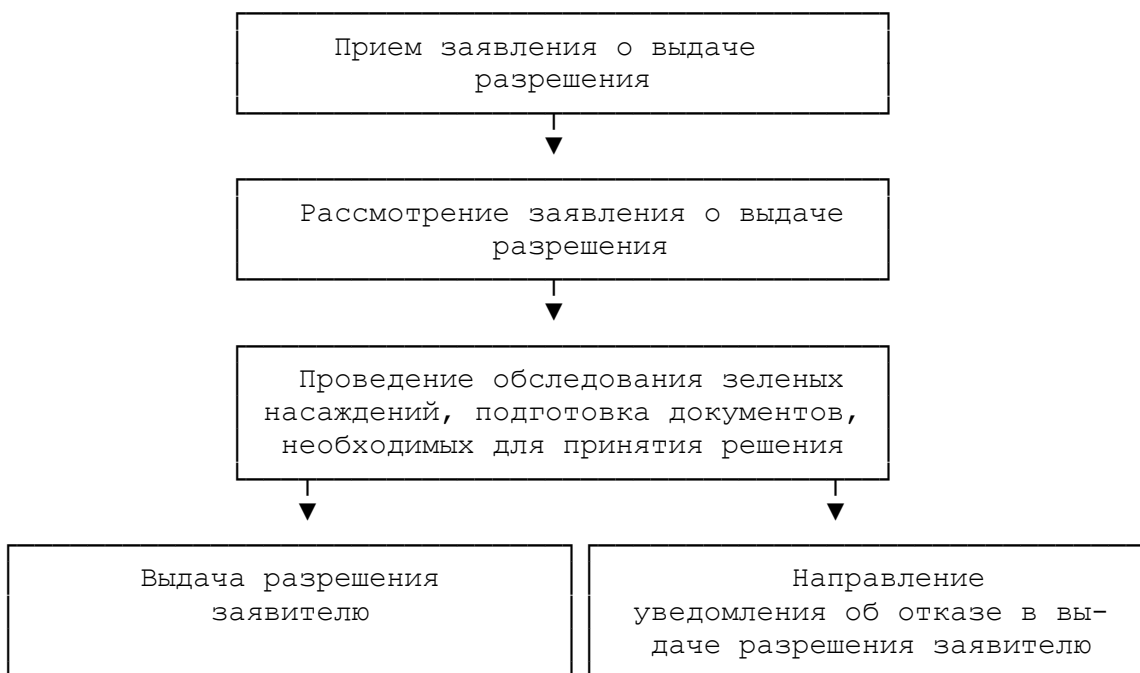 Прием заявления о выдаче
разрешения
Рассмотрение заявления о выдаче
разрешения
Проведение обследования зеленых
насаждений, подготовка документов,
необходимых для принятия решения
Выдача разрешения
заявителю
Направление
уведомления об отказе в вы-
даче разрешения заявителю